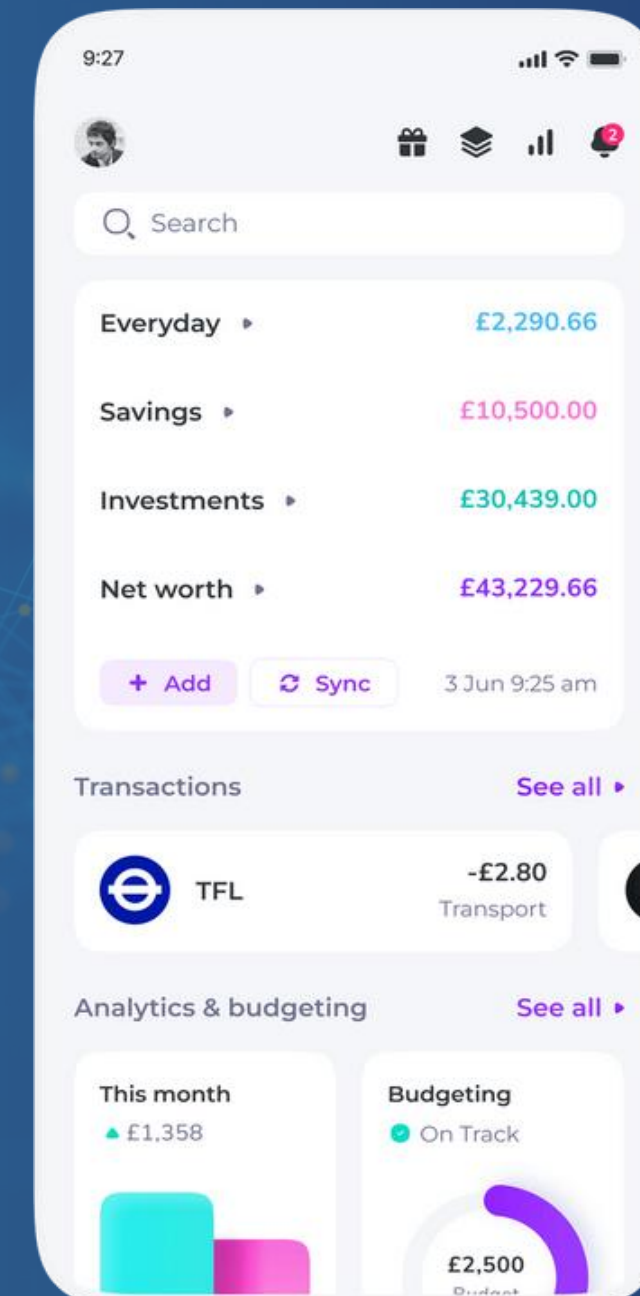 9:27
2
Search
Everyday £2,290.66
Savings £10,500.00
Investments £30,439.00
Net worth £43,229.66
+ Add Sync 3 Jun 9:25 am
Transactions See all
TFL -£2.80
Transport
Analytics & budgeting See all
This month Budgeting
£1,358 On Track
£2,500
Budget